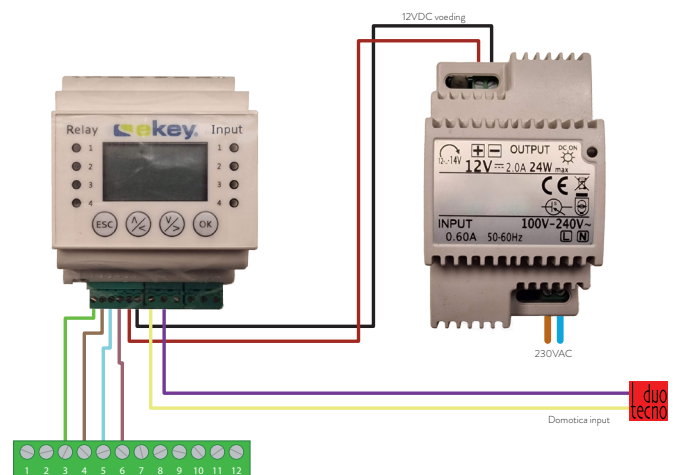 12VDC voeding
Relay ekey Input
1 1
2 2
3 3
4 4
ESC ∧/< ∨/> OK
12...14V + − OUTPUT DC ON
12V 2.0A 24W max
CE
INPUT 100V-240V~
0.60A 50-60Hz L N
230VAC
duo
tecno
Domotica input
1 2 3 4 5 6 7 8 9 10 11 12